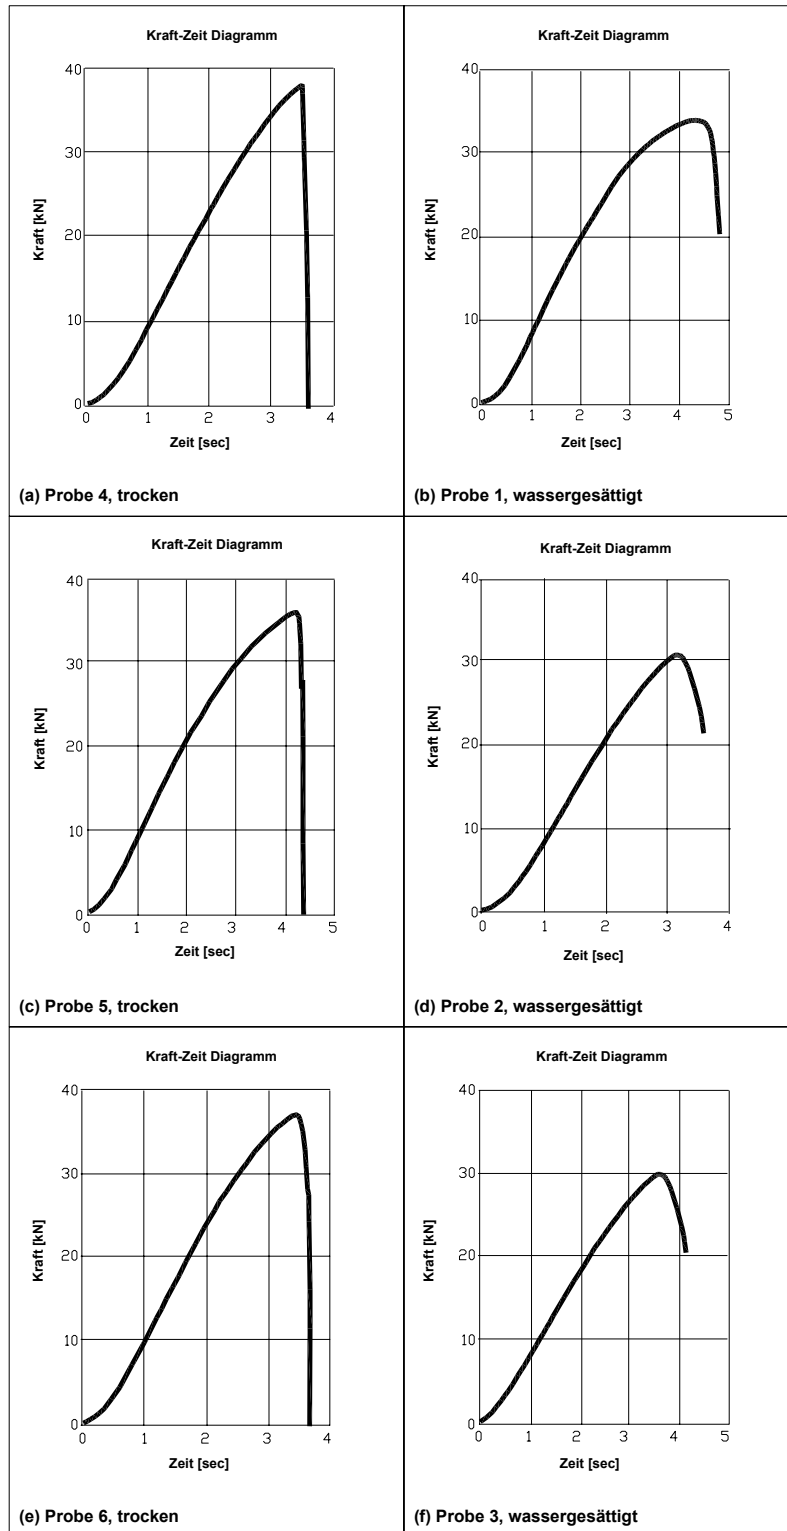 Kraft-Zeit Diagramm
40
30
20
10
0
Kraft [kN]
0 1 2 3 4
Zeit [sec]
(a) Probe 4, trocken
Kraft-Zeit Diagramm
40
30
20
10
0
Kraft [kN]
0 1 2 3 4 5
Zeit [sec]
(b) Probe 1, wassergesättigt
Kraft-Zeit Diagramm
40
30
20
10
0
Kraft [kN]
0 1 2 3 4 5
Zeit [sec]
(c) Probe 5, trocken
Kraft-Zeit Diagramm
40
30
20
10
0
Kraft [kN]
0 1 2 3 4
Zeit [sec]
(d) Probe 2, wassergesättigt
Kraft-Zeit Diagramm
40
30
20
10
0
Kraft [kN]
0 1 2 3 4
Zeit [sec]
(e) Probe 6, trocken
Kraft-Zeit Diagramm
40
30
20
10
0
Kraft [kN]
0 1 2 3 4 5
Zeit [sec]
(f) Probe 3, wassergesättigt